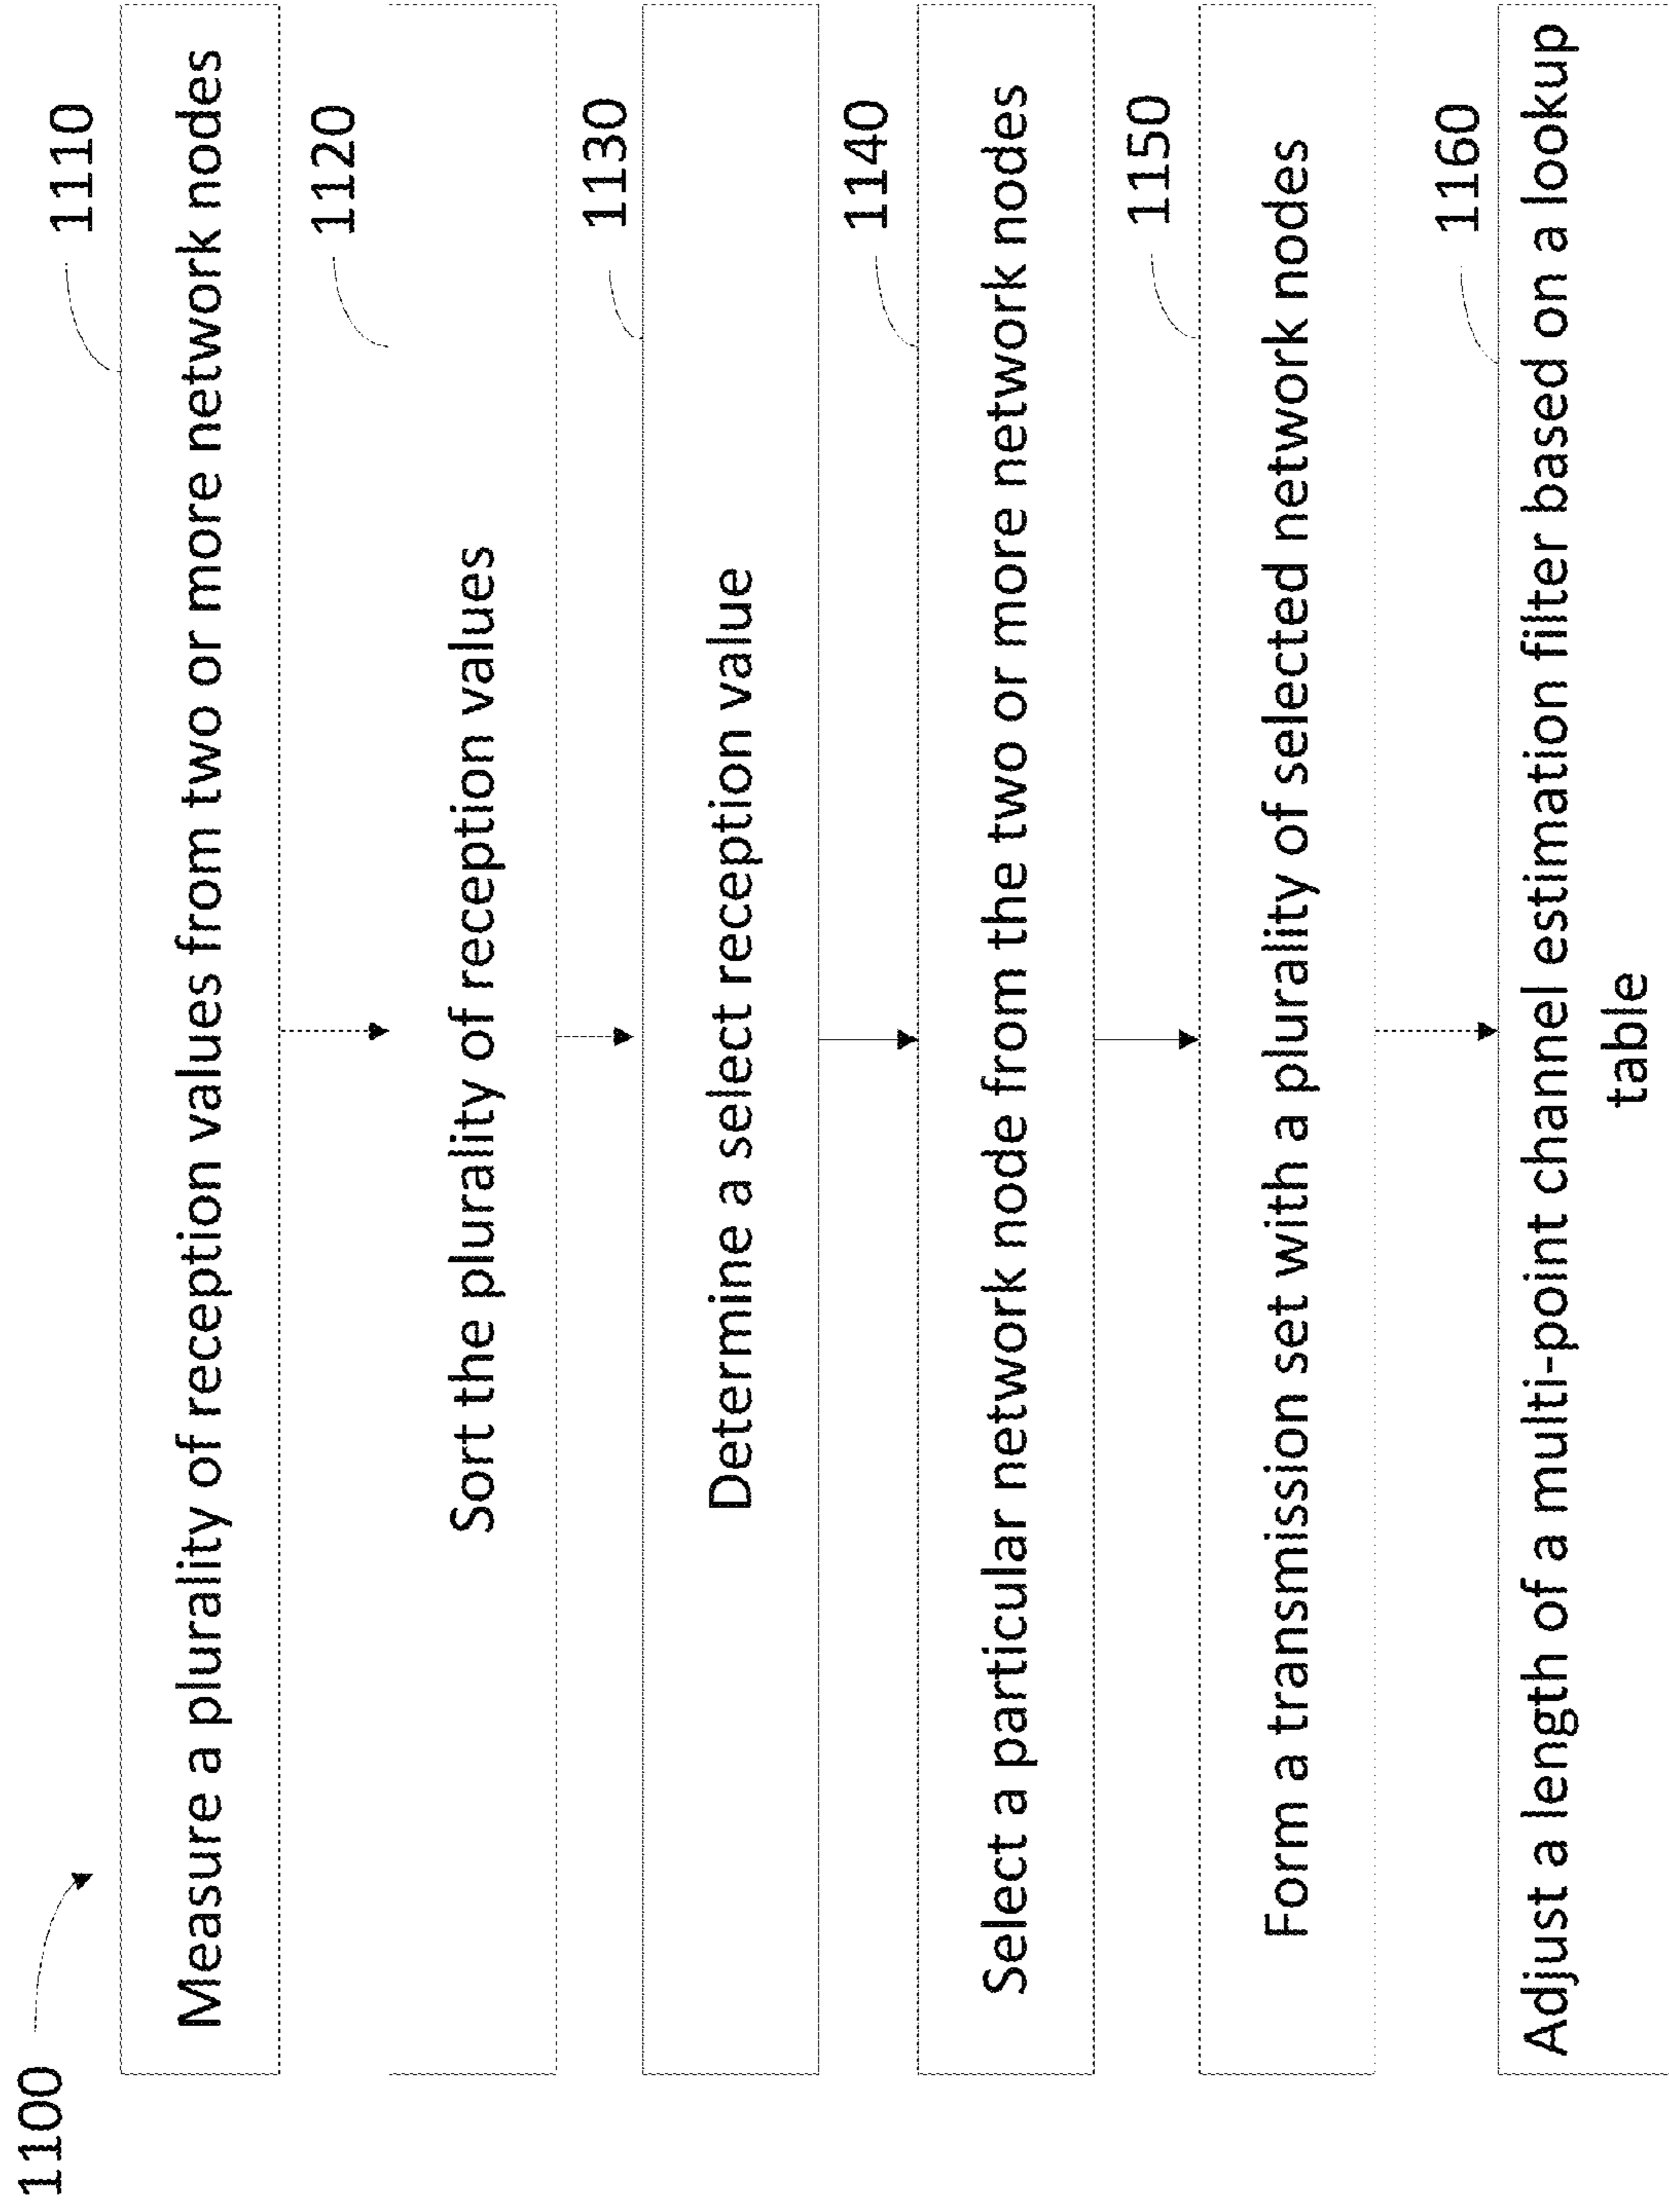 1100
1110
Measure a plurality of reception values from two or more network nodes
1120
Sort the plurality of reception values
1130
Determine a select reception value
1140
Select a particular network node from the two or more network nodes
1150
Form a transmission set with a plurality of selected network nodes
1160
Adjust a length of a multi-point channel estimation filter based on a lookup
table